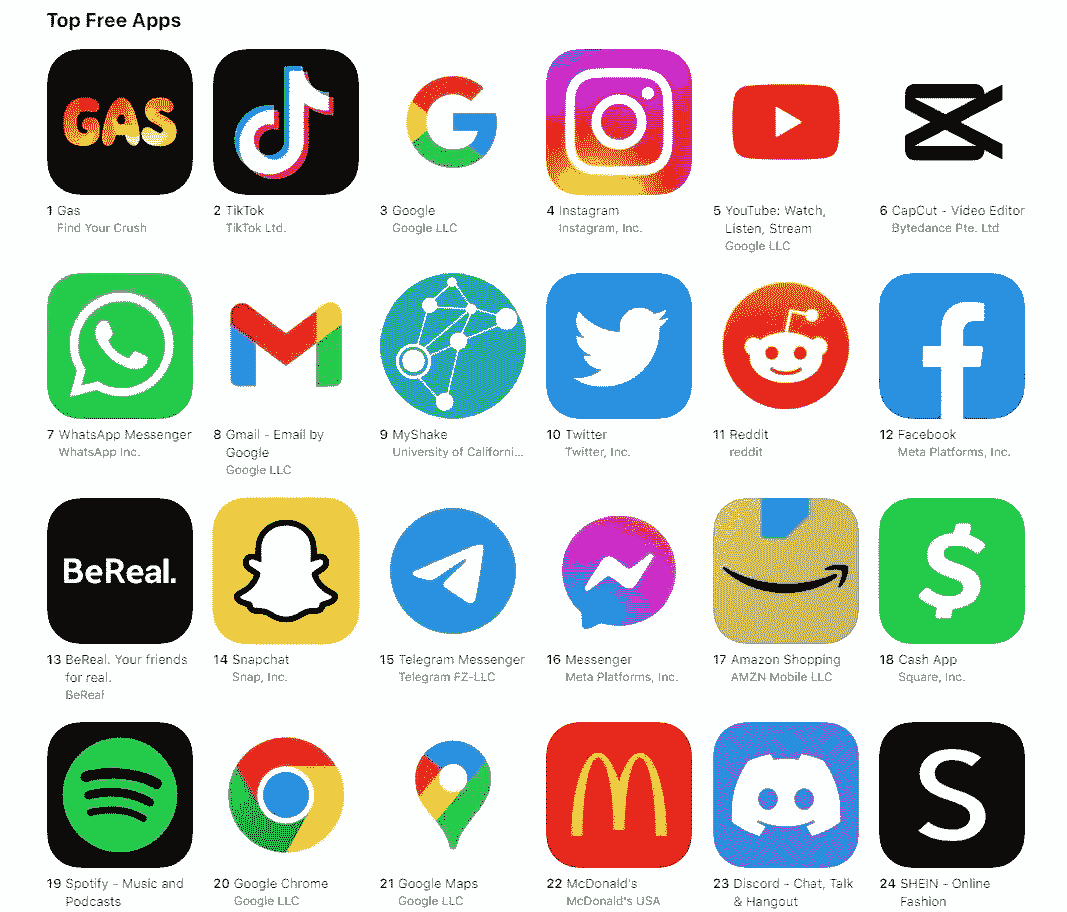 Top Free Apps
GAS
1 Gas
Find Your Crush
2 TikTok
TikTok Ltd.
3 Google
Google LLC
4 Instagram
Instagram, Inc.
5 YouTube: Watch,
Listen, Stream
Google LLC
6 CapCut - Video Editor
Bytedance Pte. Ltd
7 WhatsApp Messenger
WhatsApp Inc.
8 Gmail - Email by
Google
Google LLC
9 MyShake
University of Californi...
10 Twitter
Twitter, Inc.
11 Reddit
reddit
12 Facebook
Meta Platforms, Inc.
BeReal.
13 BeReal. Your friends
for real.
BeReal
14 Snapchat
Snap, Inc.
15 Telegram Messenger
Telegram FZ-LLC
16 Messenger
Meta Platforms, Inc.
17 Amazon Shopping
AMZN Mobile LLC
18 Cash App
Square, Inc.
19 Spotify - Music and
Podcasts
20 Google Chrome
Google LLC
21 Google Maps
Google LLC
22 McDonald's
McDonald's USA
23 Discord - Chat, Talk
& Hangout
24 SHEIN - Online
Fashion